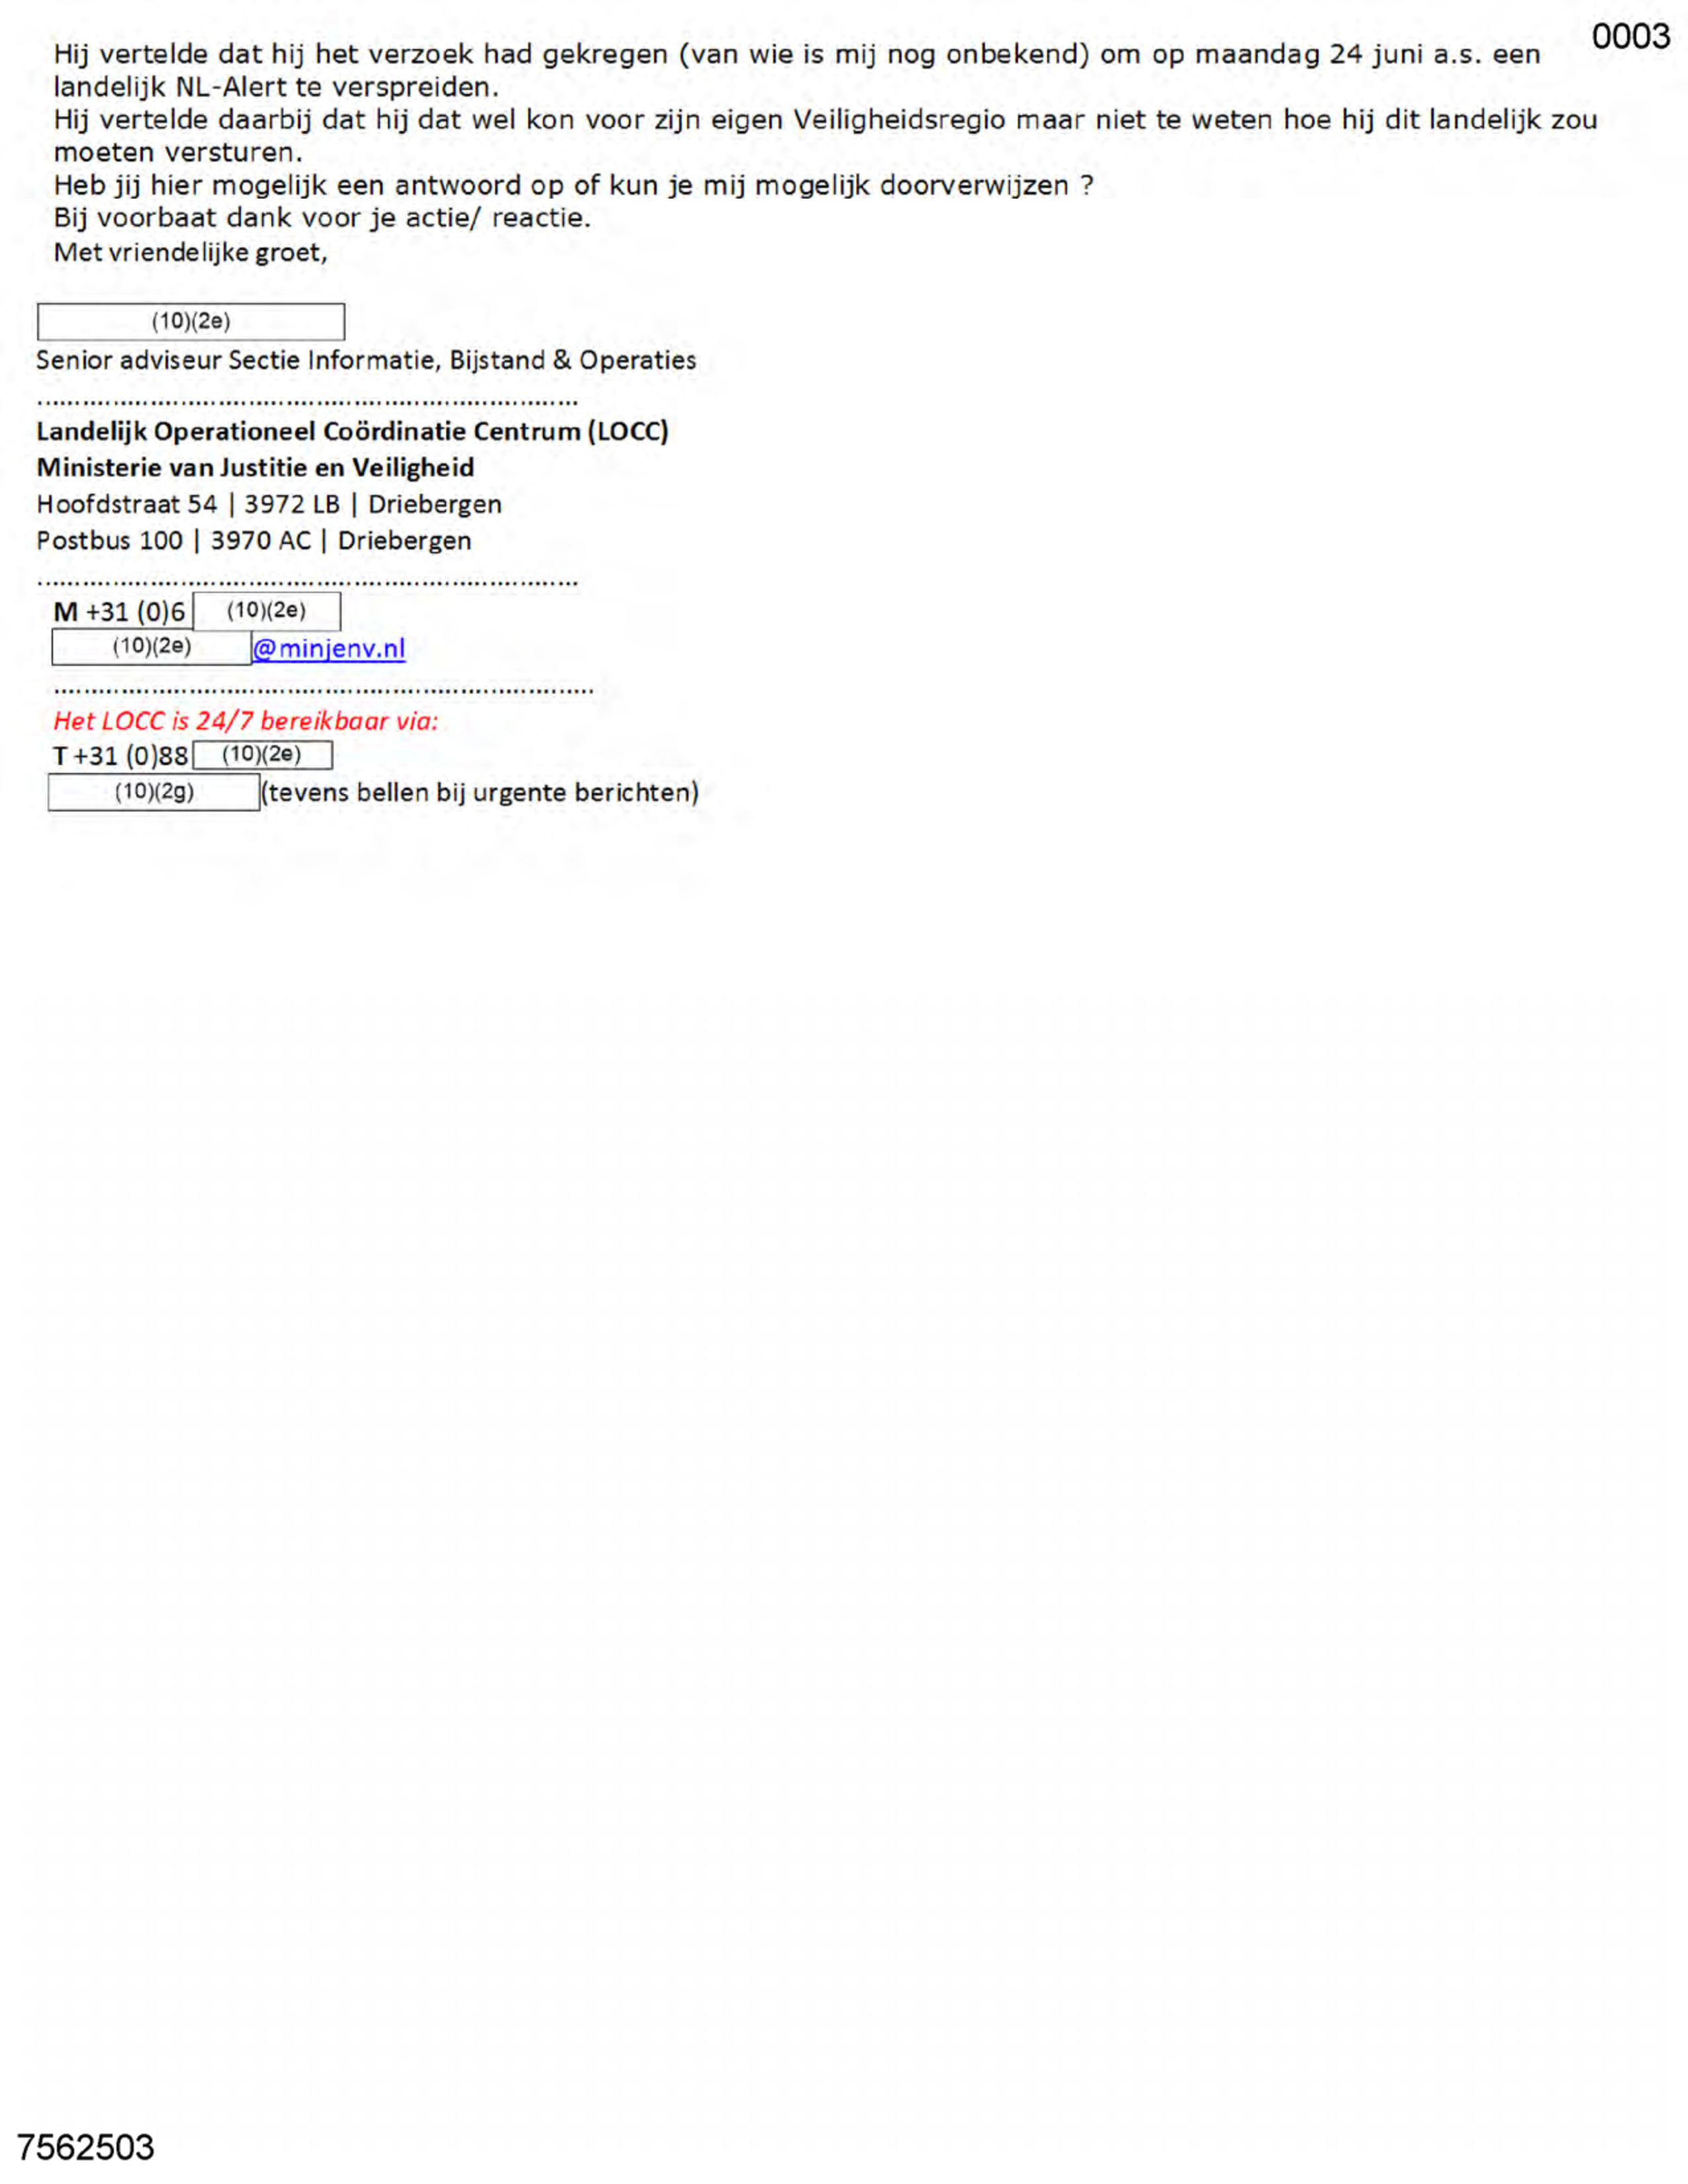 0003
Hij vertelde dat hij het verzoek had gekregen (van wie is mij nog onbekend) om op maandag 24 juni a.s. een
landelijk NL-Alert te verspreiden.
Hij vertelde daarbij dat hij dat wel kon voor zijn eigen Veiligheidsregio maar niet te weten hoe hij dit landelijk zou
moeten versturen.
Heb jij hier mogelijk een antwoord op of kun je mij mogelijk doorverwijzen ?
Bij voorbaat dank voor je actie/ reactie.
Met vriendelijke groet,
(10)(2e)
Senior adviseur Sectie Informatie, Bijstand & Operaties
........................................................................
Landelijk Operationeel Coördinatie Centrum (LOCC)
Ministerie van Justitie en Veiligheid
Hoofdstraat 54 | 3972 LB | Driebergen
Postbus 100 | 3970 AC | Driebergen
........................................................................
M +31 (0)6 (10)(2e)
(10)(2e) @minjenv.nl
........................................................................
Het LOCC is 24/7 bereikbaar via:
T +31 (0)88 (10)(2e)
(10)(2g) (tevens bellen bij urgente berichten)
7562503